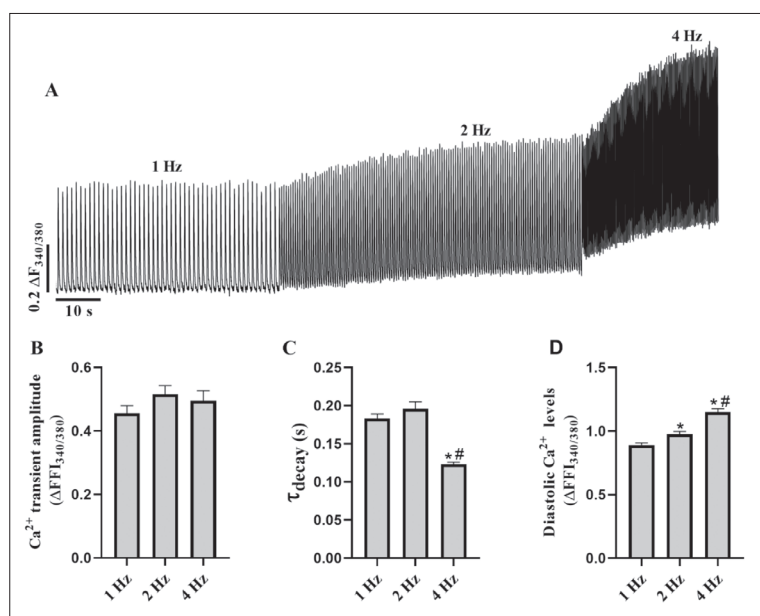 A
1 Hz
2 Hz
4 Hz
0.2 ΔF340/380
10 s
B
Ca2+ transient amplitude
(ΔFFI340/380)
0.6
0.4
0.2
0.0
1 Hz
2 Hz
4 Hz
C
τdecay (s)
0.25
0.20
0.15
0.10
0.05
0.00
*#
1 Hz
2 Hz
4 Hz
D
Diastolic Ca2+ levels
(ΔFFI340/380)
1.5
1.0
0.5
0.0
*
*#
1 Hz
2 Hz
4 Hz